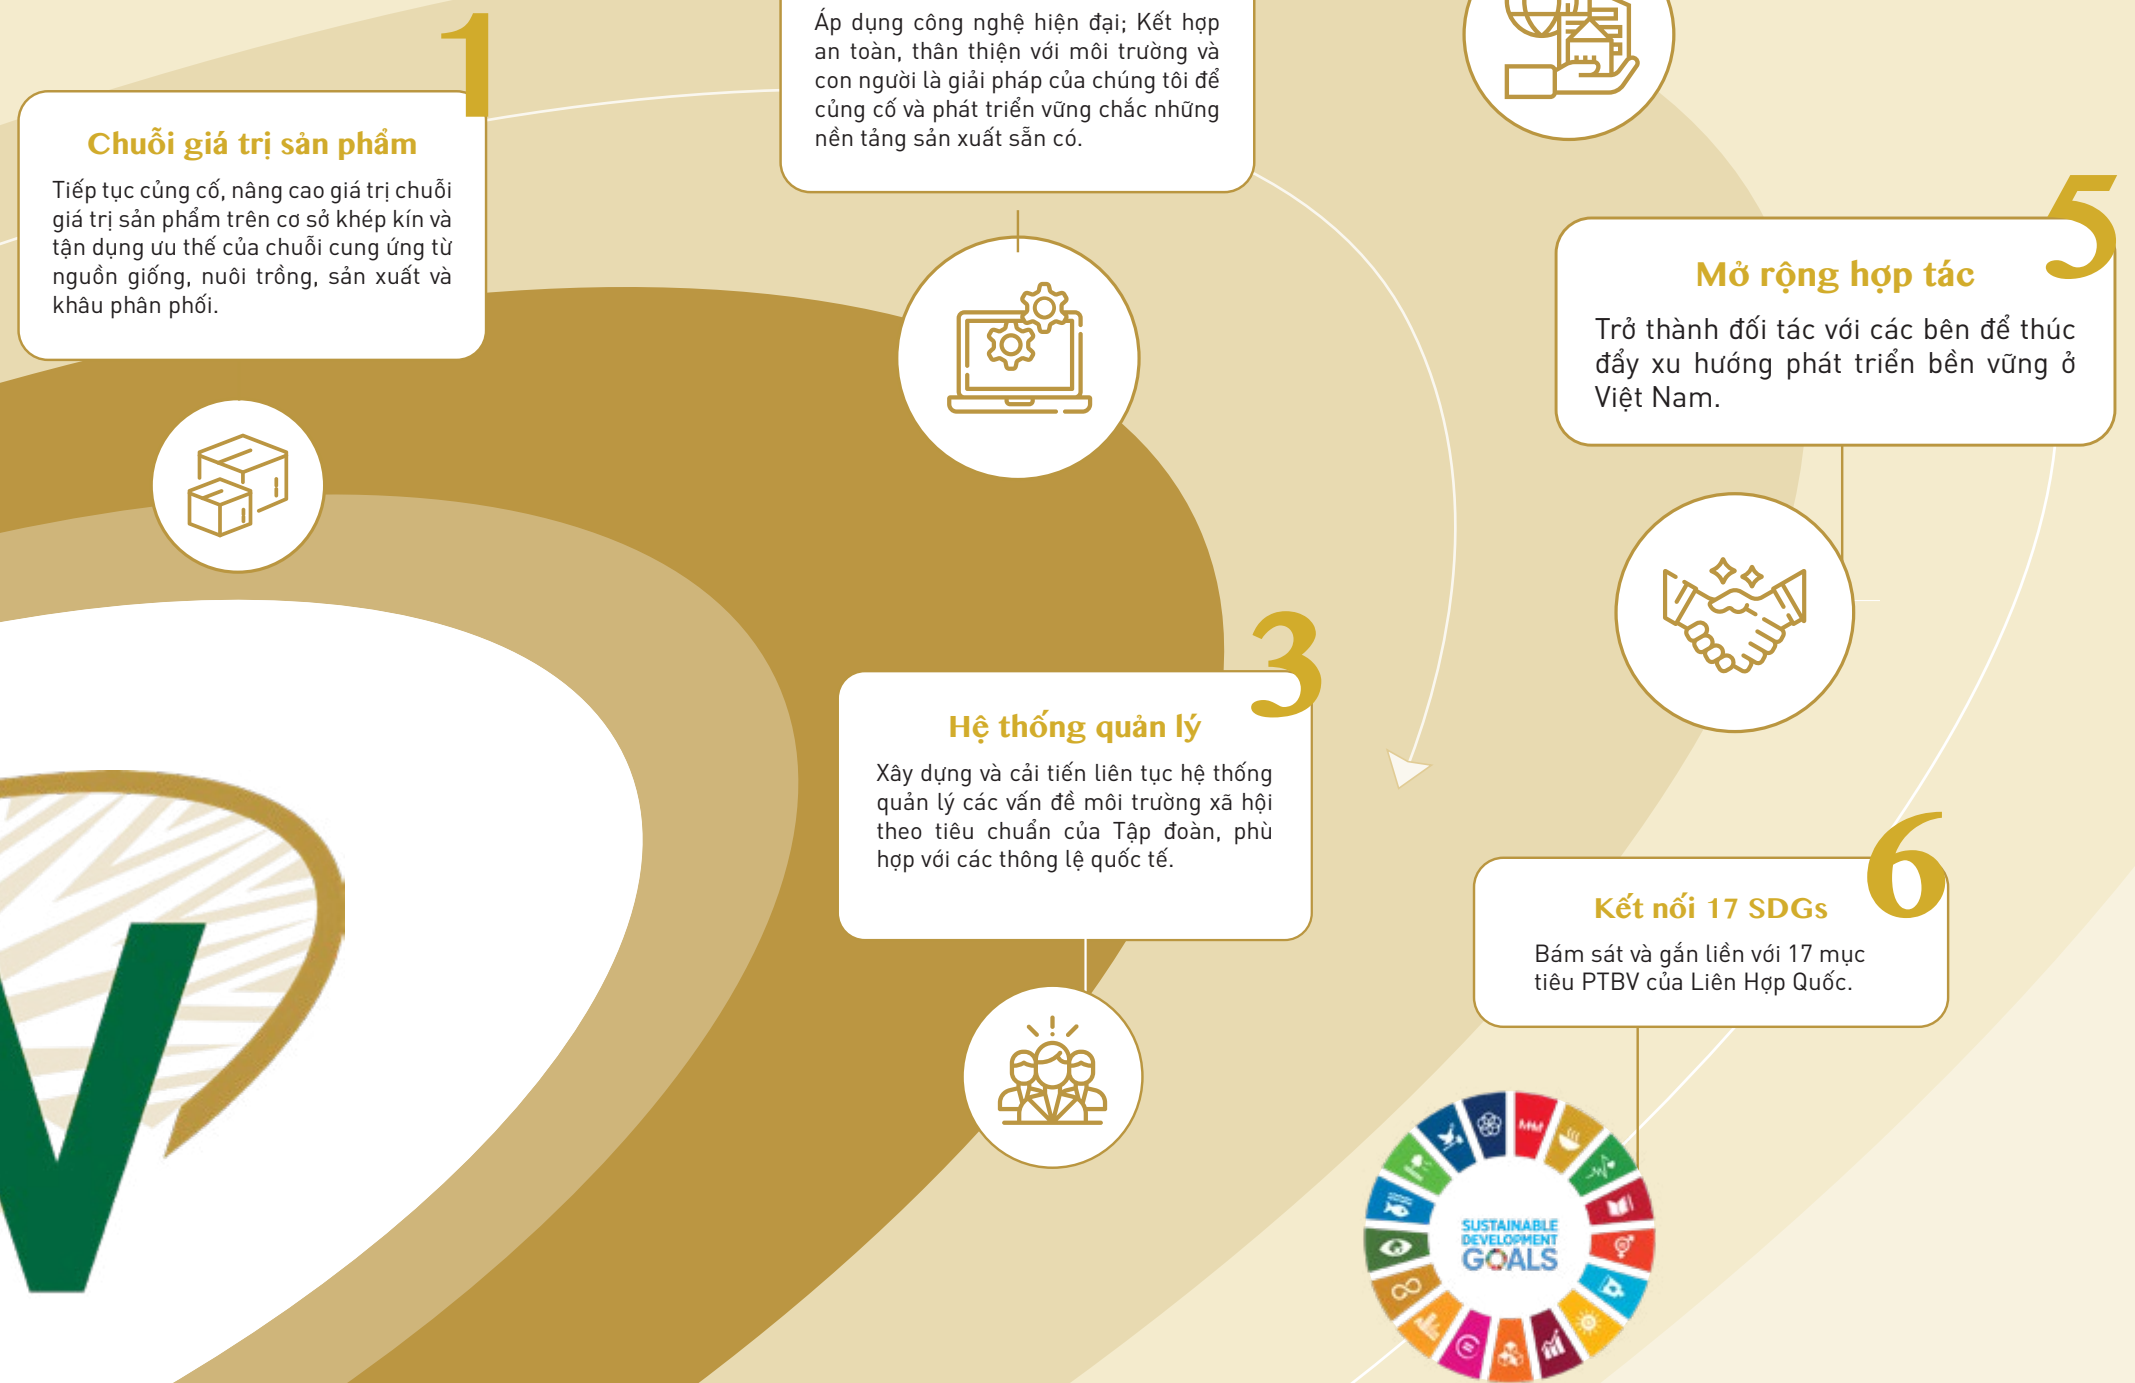 1
Chuỗi giá trị sản phẩm
Tiếp tục củng cố, nâng cao giá trị chuỗi
giá trị sản phẩm trên cơ sở khép kín và
tận dụng ưu thế của chuỗi cung ứng từ
nguồn giống, nuôi trồng, sản xuất và
khâu phân phối.
Áp dụng công nghệ hiện đại; Kết hợp
an toàn, thân thiện với môi trường và
con người là giải pháp của chúng tôi để
củng cố và phát triển vững chắc những
nền tảng sản xuất sẵn có.
3
Hệ thống quản lý
Xây dựng và cải tiến liên tục hệ thống
quản lý các vấn đề môi trường xã hội
theo tiêu chuẩn của Tập đoàn, phù
hợp với các thông lệ quốc tế.
5
Mở rộng hợp tác
Trở thành đối tác với các bên để thúc
đẩy xu hướng phát triển bền vững ở
Việt Nam.
6
Kết nối 17 SDGs
Bám sát và gắn liền với 17 mục
tiêu PTBV của Liên Hợp Quốc.
SUSTAINABLE
DEVELOPMENT
GOALS